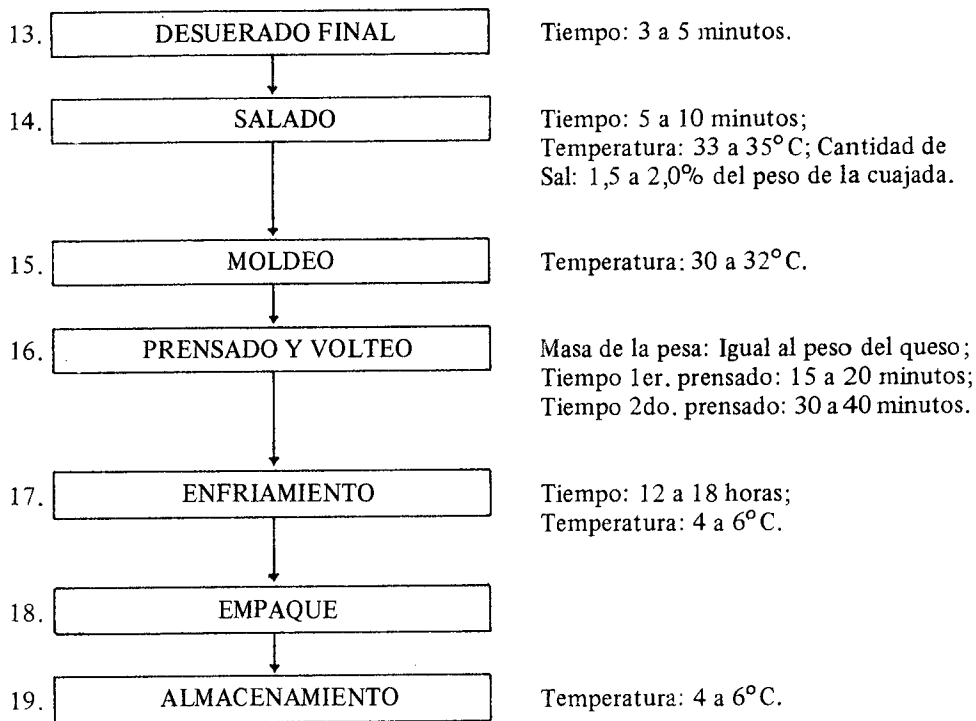 13. DESUERADO FINAL Tiempo: 3 a 5 minutos.
14. SALADO Tiempo: 5 a 10 minutos;
Temperatura: 33 a 35°C; Cantidad de
Sal: 1,5 a 2,0% del peso de la cuajada.
15. MOLDEO Temperatura: 30 a 32°C.
16. PRENSADO Y VOLTEO Masa de la pesa: Igual al peso del queso;
Tiempo 1er. prensado: 15 a 20 minutos;
Tiempo 2do. prensado: 30 a 40 minutos.
17. ENFRIAMIENTO Tiempo: 12 a 18 horas;
Temperatura: 4 a 6°C.
18. EMPAQUE
19. ALMACENAMIENTO Temperatura: 4 a 6°C.